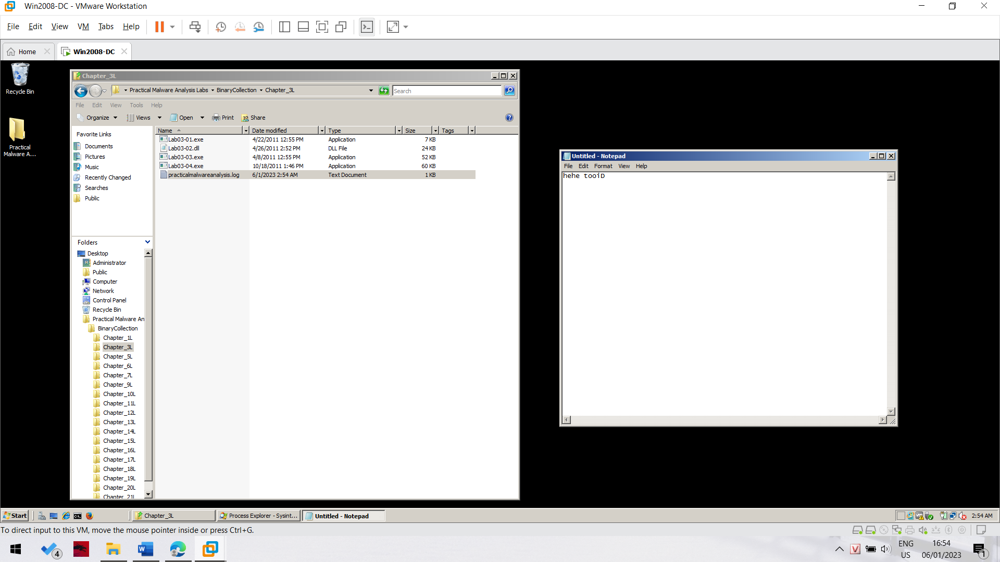 Win2008-DC - VMware Workstation
File Edit View VM Tabs Help
Home Win2008-DC
Recycle Bin
Practical
Malware A...
Chapter_3L
Practical Malware Analysis Labs BinaryCollection Chapter_3L Search
File Edit View Tools Help
Organize Views Open Print Share
Favorite Links
Documents
Pictures
Music
Recently Changed
Searches
Public
Name Date modified Type Size Tags
Lab03-01.exe 4/22/2011 12:55 PM Application 7 KB
Lab03-02.dll 4/26/2011 2:52 PM DLL File 24 KB
Lab03-03.exe 4/8/2011 12:55 PM Application 52 KB
Lab03-04.exe 10/18/2011 1:46 PM Application 60 KB
practicalmalwareanalysis.log 6/1/2023 2:54 AM Text Document 1 KB
Folders
Desktop
Administrator
Public
Computer
Network
Control Panel
Recycle Bin
Practical Malware An
BinaryCollection
Chapter_1L
Chapter_3L
Chapter_5L
Chapter_6L
Chapter_7L
Chapter_9L
Chapter_10L
Chapter_11L
Chapter_12L
Chapter_13L
Chapter_14L
Chapter_15L
Chapter_16L
Chapter_17L
Chapter_18L
Chapter_19L
Chapter_20L
Chapter_21L
Untitled - Notepad
File Edit Format View Help
hehe tooiD
Start Chapter_3L Process Explorer - Sysint... Untitled - Notepad 2:54 AM
To direct input to this VM, move the mouse pointer inside or press Ctrl+G.
4
ENG
US
16:54
06/01/2023
1